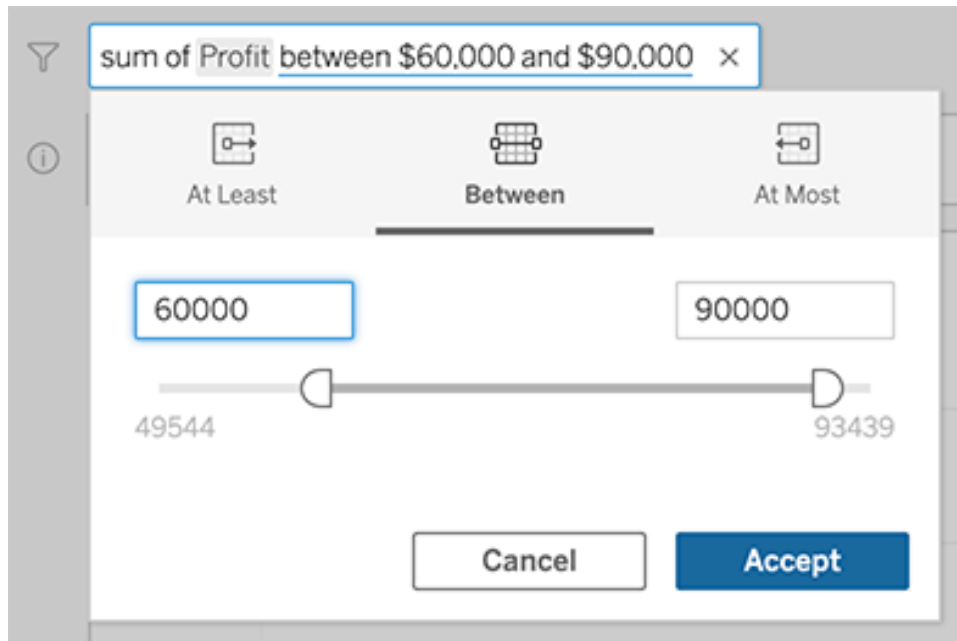 sum of Profit between $60,000 and $90,000 ×
At Least Between At Most
60000 90000
49544 93439
Cancel Accept